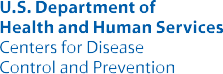 U.S. Department of
Health and Human Services
Centers for Disease
Control and Prevention